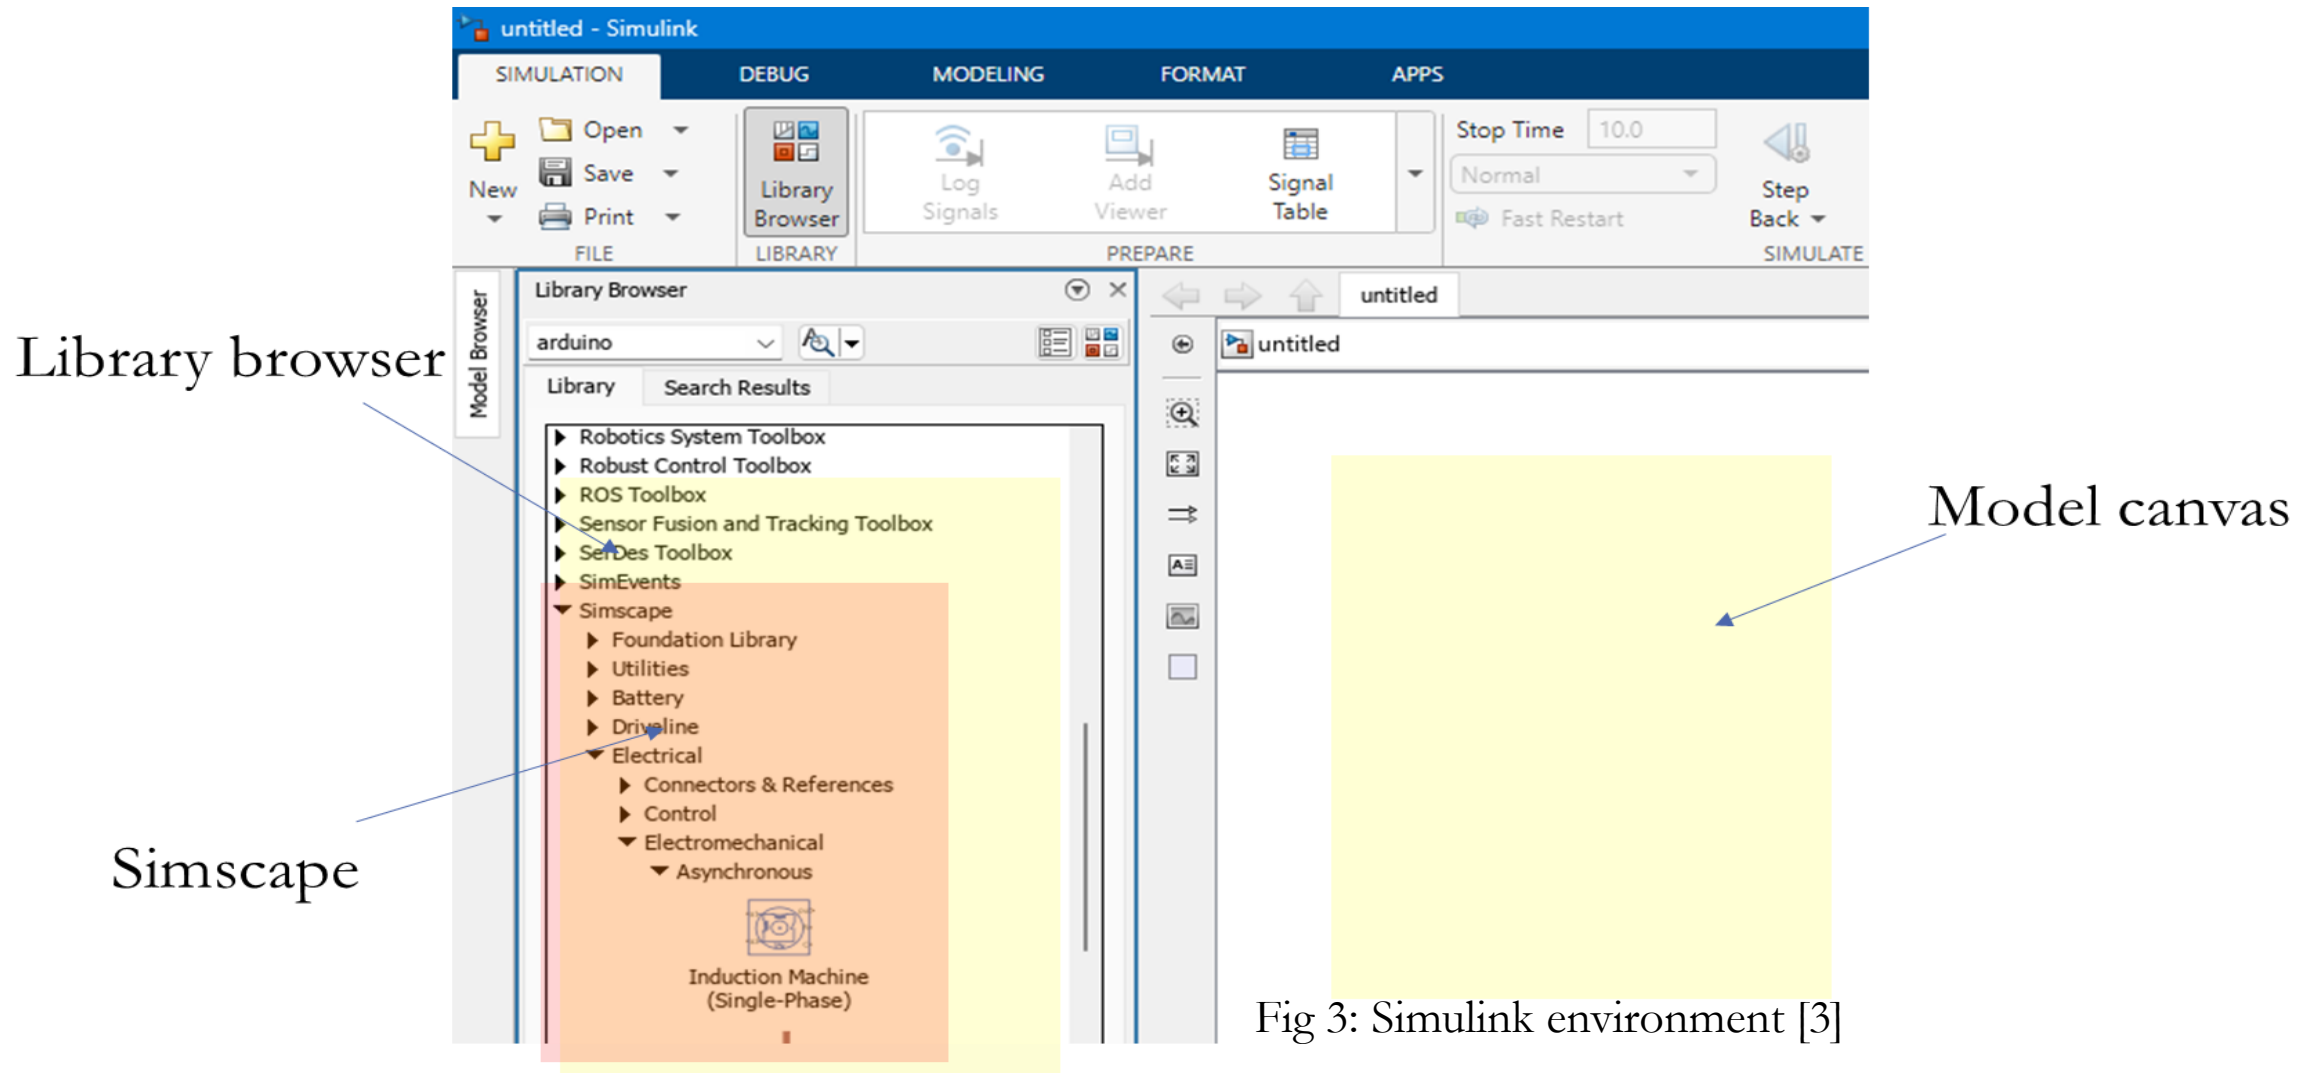 untitled - Simulink
SIMULATION DEBUG MODELING FORMAT APPS
New
Open
Save
Print
FILE
Library
Browser
LIBRARY
Log
Signals
Add
Viewer
Signal
Table
PREPARE
Stop Time 10.0
Normal
Fast Restart
Step
Back
SIMULATE
Model Browser
Library Browser
arduino
Library Search Results
Robotics System Toolbox
Robust Control Toolbox
ROS Toolbox
Sensor Fusion and Tracking Toolbox
SerDes Toolbox
SimEvents
Simscape
Foundation Library
Utilities
Battery
Driveline
Electrical
Connectors & References
Control
Electromechanical
Asynchronous
Induction Machine
(Single-Phase)
untitled
untitled
Library browser
Simscape
Model canvas
Fig 3: Simulink environment [3]